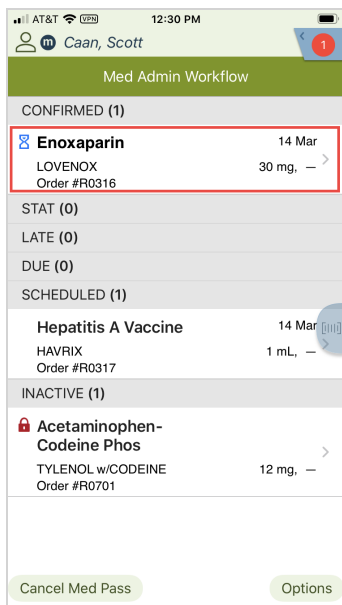 AT&T VPN 12:30 PM
m Caan, Scott
1
Med Admin Workflow
CONFIRMED (1)
Enoxaparin 14 Mar
LOVENOX 30 mg, —
Order #R0316
STAT (0)
LATE (0)
DUE (0)
SCHEDULED (1)
Hepatitis A Vaccine 14 Mar
HAVRIX 1 mL, —
Order #R0317
INACTIVE (1)
Acetaminophen-
Codeine Phos
TYLENOL w/CODEINE 12 mg, —
Order #R0701
Cancel Med Pass Options